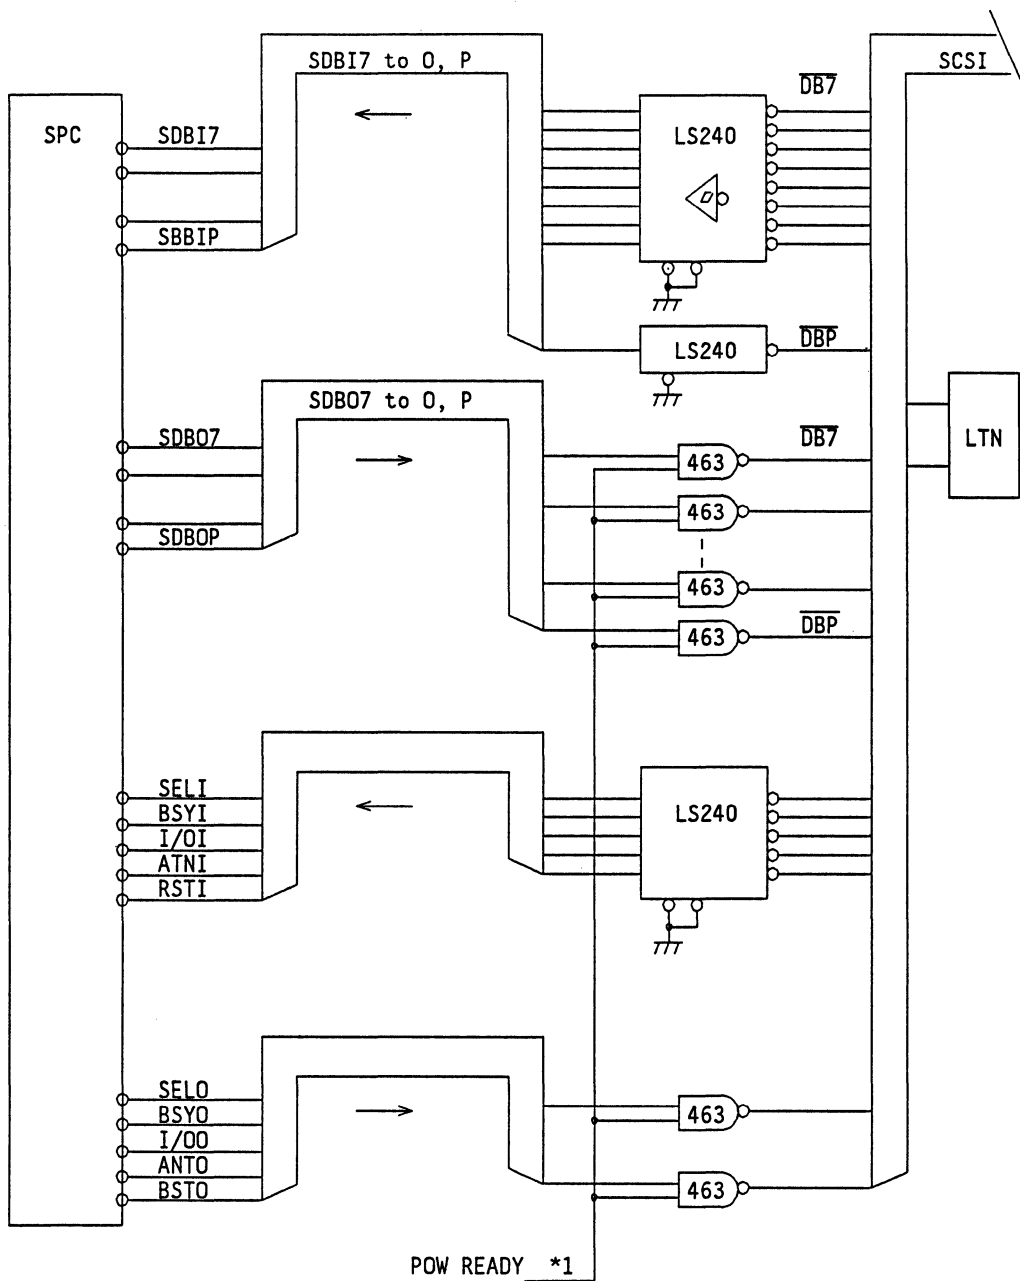 SDBI7 to 0, P
SCSI
DB7
SPC
SDBI7
LS240
SBBIP
LS240
DBP
SDBO7 to 0, P
SDBO7
DB7
463
LTN
463
SDBOP
463
463
DBP
SELI
BSYI
I/OI
ATNI
RSTI
LS240
SELO
BSYO
I/OO
ANTO
BSTO
463
463
POW READY *1